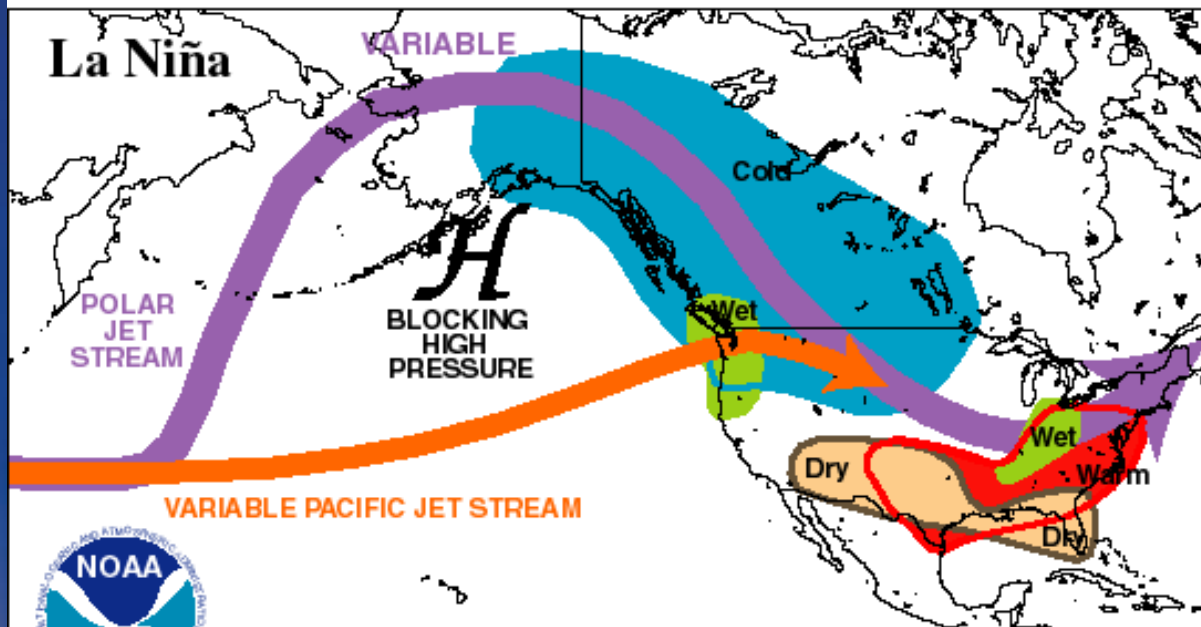 La Niña
VARIABLE
Cold
POLAR
JET
STREAM
H
BLOCKING
HIGH
PRESSURE
Wet
Wet
Dry
Warm
Dry
VARIABLE PACIFIC JET STREAM
NOAA